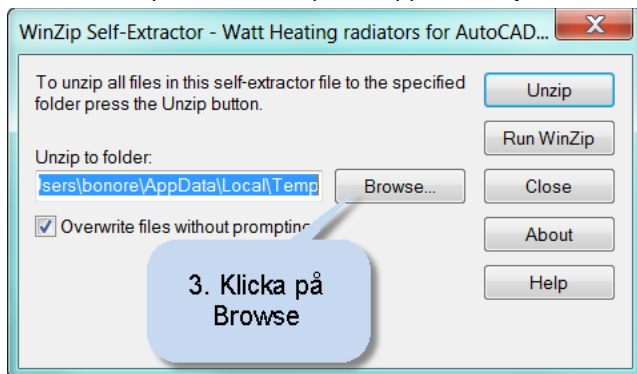 WinZip Self-Extractor - Watt Heating radiators for AutoCAD...
To unzip all files in this self-extractor file to the specified
folder press the Unzip button.
Unzip to folder:
sers\bonore\AppData\Local\Temp
Browse...
Overwrite files without prompting
Unzip
Run WinZip
Close
About
Help
3. Klicka på
Browse